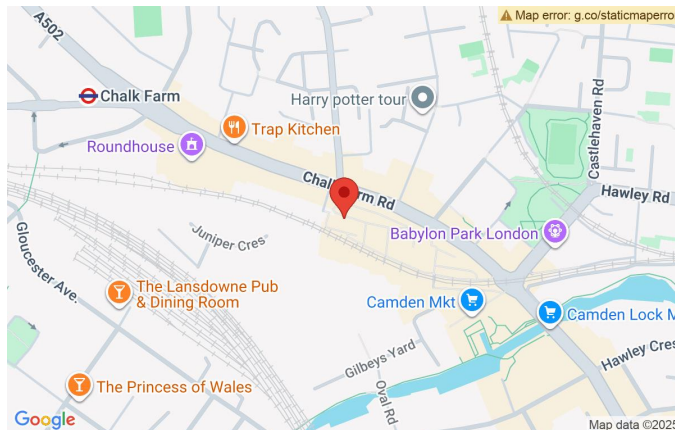 A502
Map error: g.co/staticmaperro
Chalk Farm
Harry potter tour
Castlehaven Rd
Trap Kitchen
Roundhouse
Chalk Farm Rd
Hawley Rd
Juniper Cres
Babylon Park London
Gloucester Ave.
The Lansdowne Pub
& Dining Room
Camden Mkt
Camden Lock M
Gilbeys Yard
Hawley Cres
Oval Rd
The Princess of Wales
Google
Map data ©2025